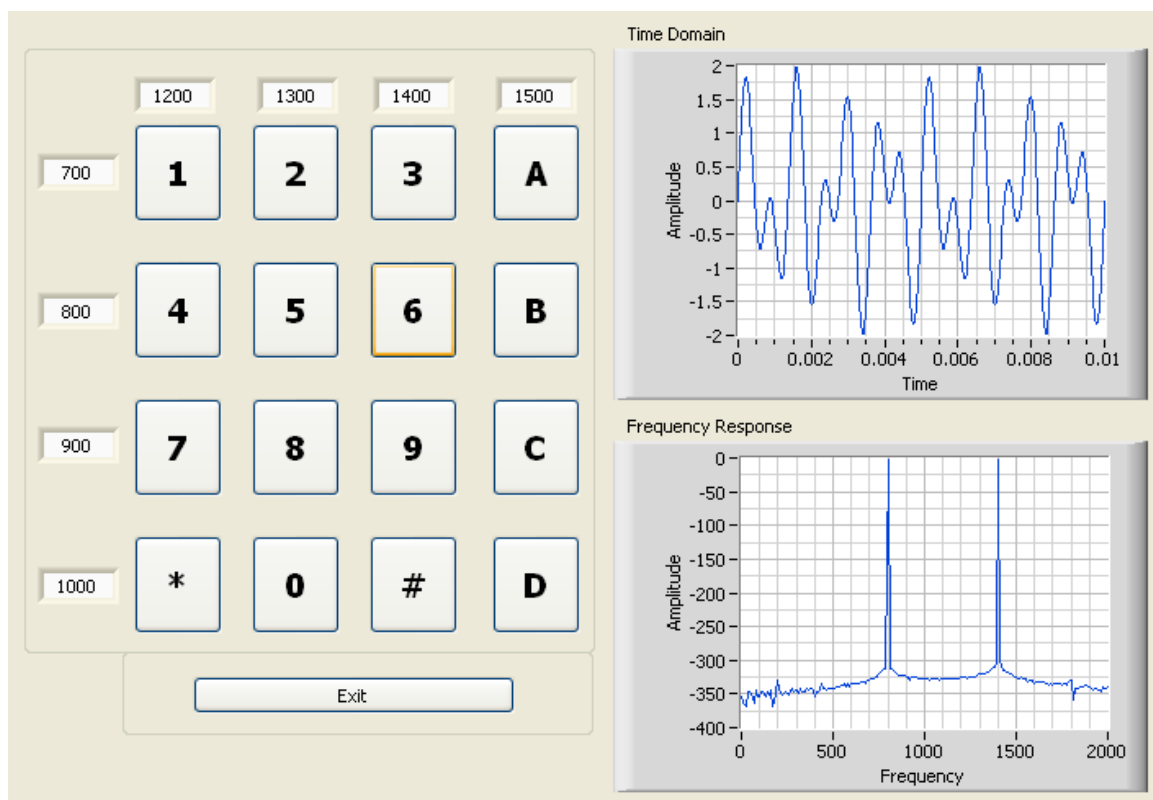 1200 1300 1400 1500
700 1 2 3 A
800 4 5 6 B
900 7 8 9 C
1000 * 0 # D
Exit
Time Domain
Amplitude
2
1.5
1
0.5
0
-0.5
-1
-1.5
-2
0 0.002 0.004 0.006 0.008 0.01
Time
Frequency Response
Amplitude
0
-50
-100
-150
-200
-250
-300
-350
-400
0 500 1000 1500 2000
Frequency